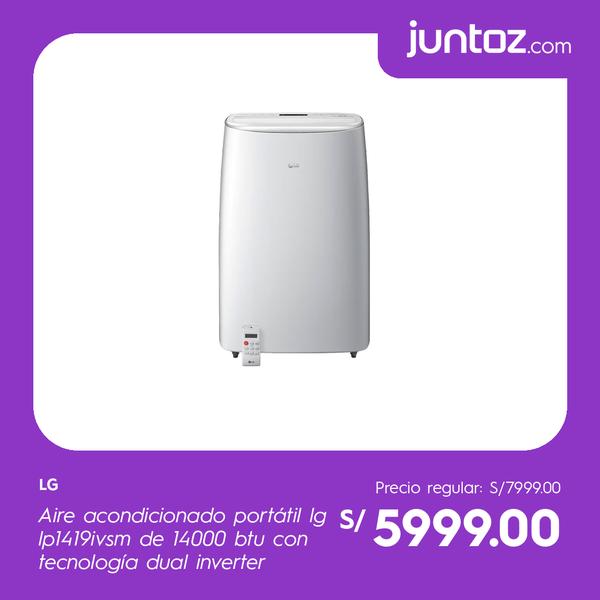 juntoz.com
LG
LG
Precio regular: S/7999.00
Aire acondicionado portátil lg
lp1419ivsm de 14000 btu con
tecnología dual inverter
S/ 5999.00